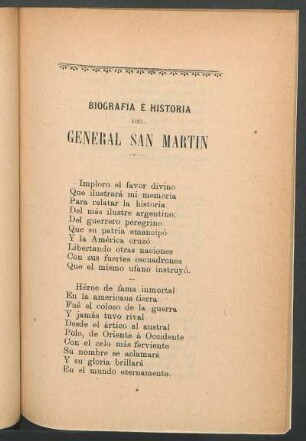 BIOGRAFIA É HISTORIA
DEL
GENERAL SAN MARTIN
Imploro el favor divino
Que ilustrará mi memoria
Para relatar la historia
Del más ilustre argentino;
Del guerrero peregrino
Que su patria emancipó
Y la América cruzó
Libertando otras naciones
Con sus fuertes escuadrones
Que el mismo ufano instruyó.
Héroe de fama inmortal
En la americana tierra
Fué el coloso de la guerra
Y jamás tuvo rival
Desde el ártico al austral
Polo, de Oriente á Occidente
Con el celo más ferviente
Su nombre se aclamará
Y su gloria brillará
En el mundo eternamente.